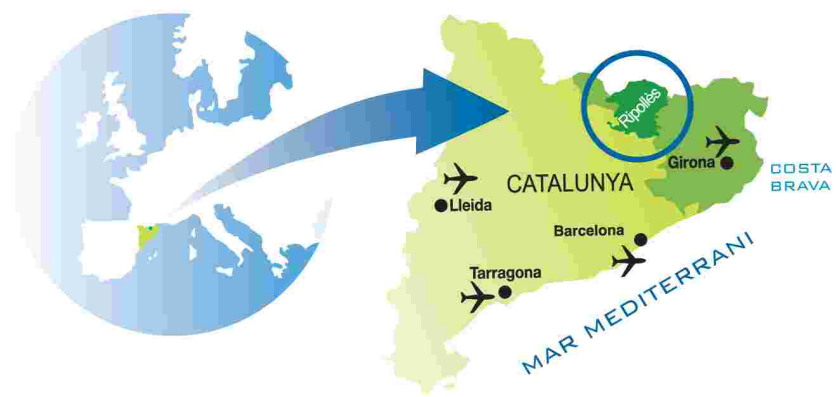 Ripollès
Girona
COSTA
BRAVA
CATALUNYA
Lleida
Barcelona
Tarragona
MAR MEDITERRANI